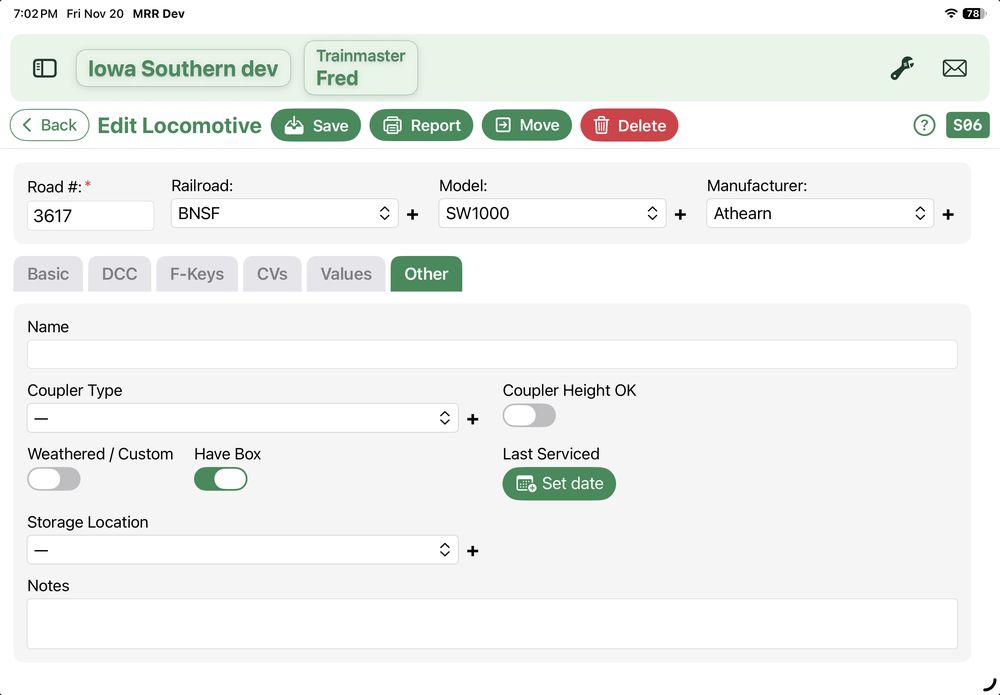 7:02 PM Fri Nov 20 MRR Dev 78
Iowa Southern dev
Trainmaster
Fred
Back Edit Locomotive Save Report Move Delete ? S06
Road #:* Railroad: Model: Manufacturer:
3617 BNSF + SW1000 + Athearn +
Basic DCC F-Keys CVs Values Other
Name
Coupler Type Coupler Height OK
— +
Weathered / Custom Have Box Last Serviced
Set date
Storage Location
— +
Notes